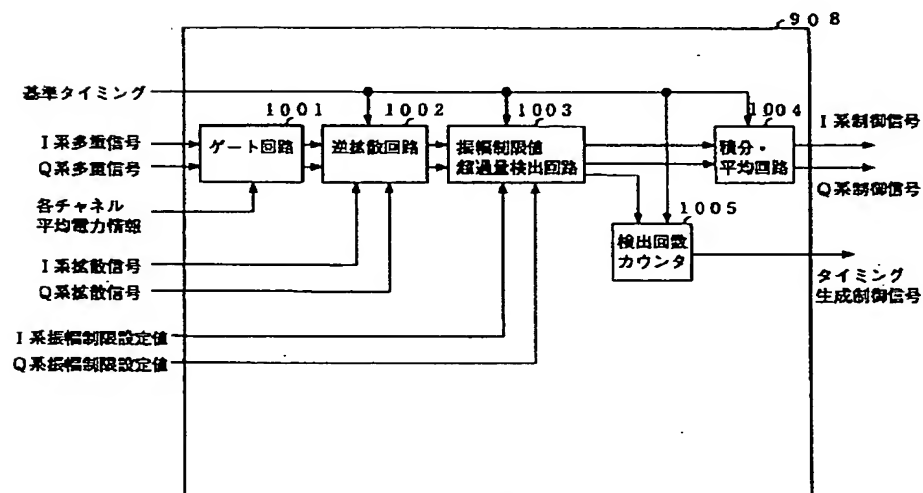 908
基準タイミング
1001
1002
1003
1004
I系制御信号
I系多重信号
Q系多重信号
ゲート回路
逆拡散回路
振幅制限値
超過量検出回路
積分・
平均回路
Q系制御信号
各チャネル
平均電力情報
1005
検出回数
カウンタ
I系拡散信号
Q系拡散信号
タイミング
生成制御信号
I系振幅制限設定値
Q系振幅制限設定値